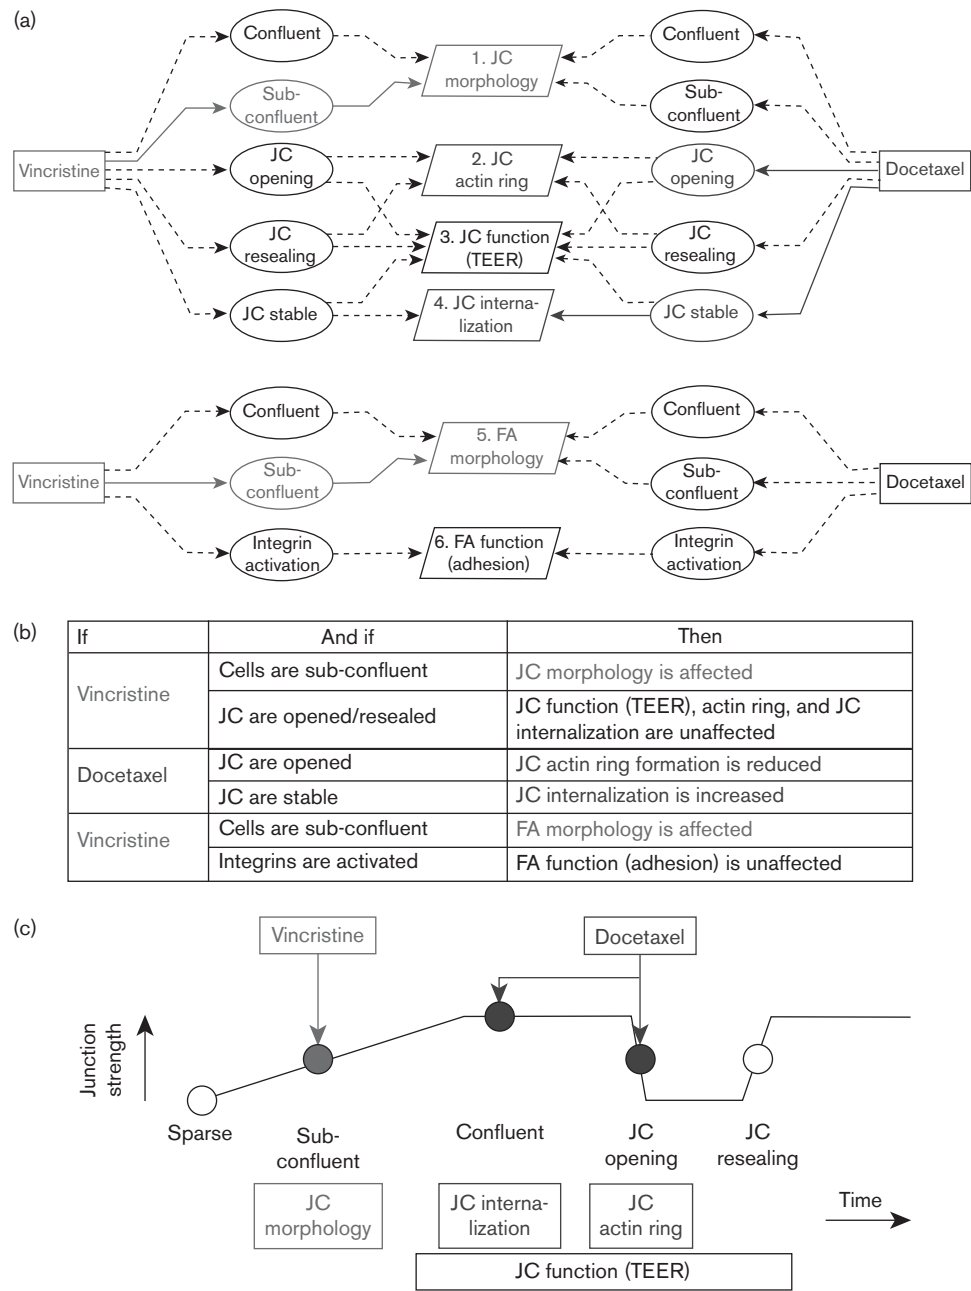 (a)
Confluent
Confluent
1. JC
morphology
Sub-
confluent
Sub-
confluent
Vincristine
JC
opening
2. JC
actin ring
JC
opening
Docetaxel
JC
resealing
3. JC function
(TEER)
JC
resealing
JC stable
4. JC interna-
lization
JC stable
Confluent
5. FA
morphology
Confluent
Vincristine
Sub-
confluent
Sub-
confluent
Docetaxel
Integrin
activation
6. FA function
(adhesion)
Integrin
activation
(b)
If And if Then
Vincristine
Cells are sub-confluent JC morphology is affected
JC are opened/resealed JC function (TEER), actin ring, and JC
internalization are unaffected
Docetaxel
JC are opened JC actin ring formation is reduced
JC are stable JC internalization is increased
Vincristine
Cells are sub-confluent FA morphology is affected
Integrins are activated FA function (adhesion) is unaffected
(c)
Vincristine
Docetaxel
Junction
strength
Sparse
Sub-
confluent
Confluent
JC
opening
JC
resealing
JC
morphology
JC interna-
lization
JC
actin ring
Time
JC function (TEER)